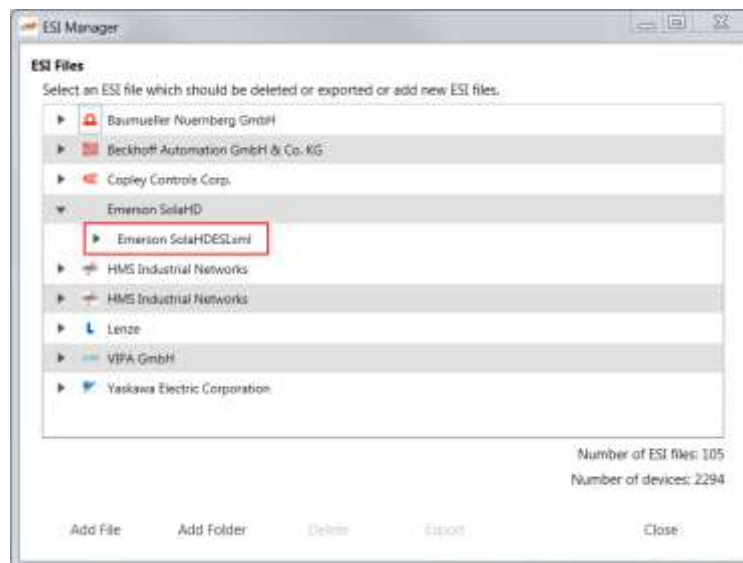 ESI Manager
ESI Files
Select an ESI file which should be deleted or exported or add new ESI files.
Baumueller Nuernberg GmbH
Beckhoff Automation GmbH & Co. KG
Copley Controls Corp.
Emerson SolaHD
Emerson SolaHDESI.xml
HMS Industrial Networks
HMS Industrial Networks
Lenze
VIPA GmbH
Yaskawa Electric Corporation
Number of ESI files: 105
Number of devices: 2294
Add File Add Folder Delete Export Close